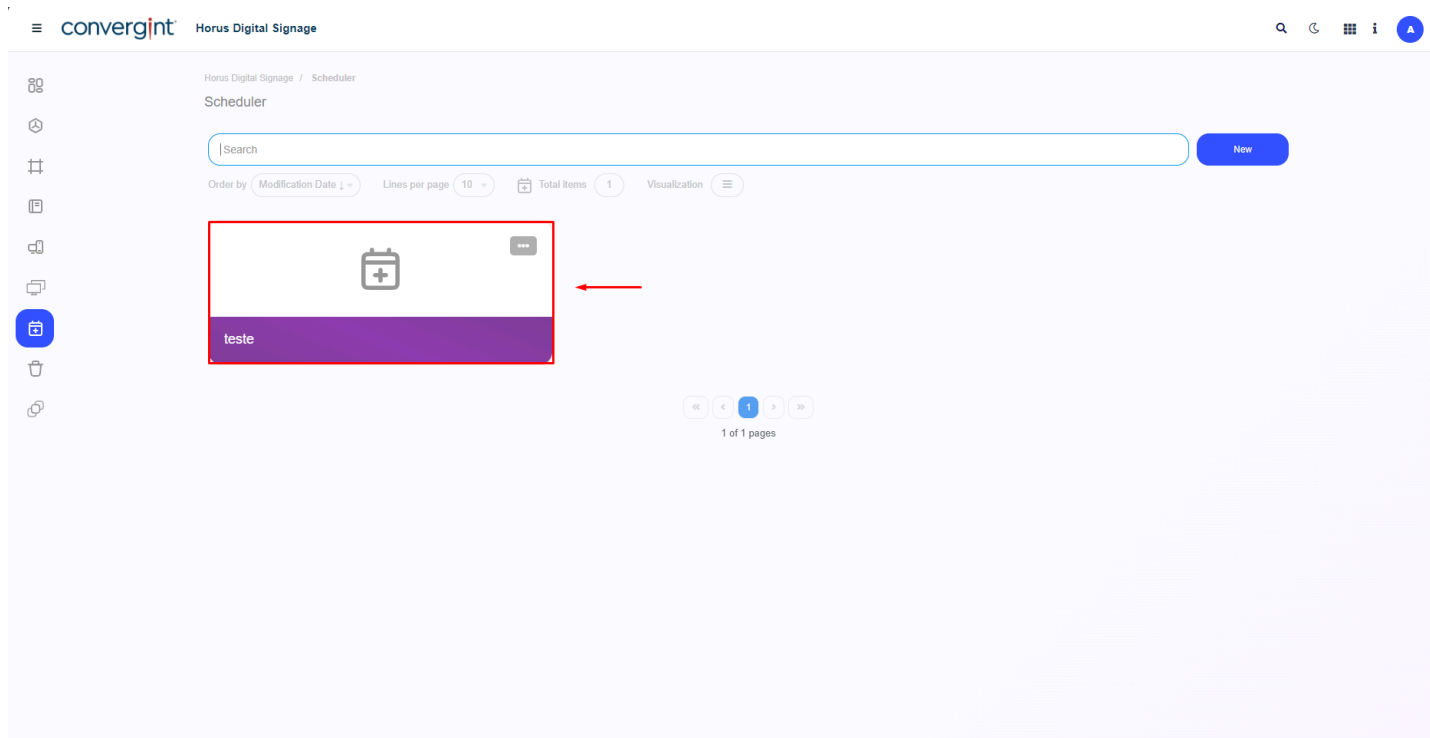 convergint Horus Digital Signage A
Horus Digital Signage / Scheduler
Scheduler
Search New
Order by Modification Date ↓ Lines per page 10 Total items 1 Visualization
teste
« ‹ 1 › »
1 of 1 pages